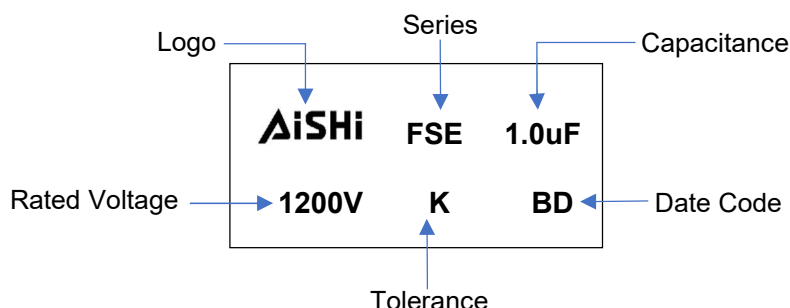 Series
Logo
Capacitance
AiSHi FSE 1.0uF
Rated Voltage
1200V K BD
Date Code
Tolerance